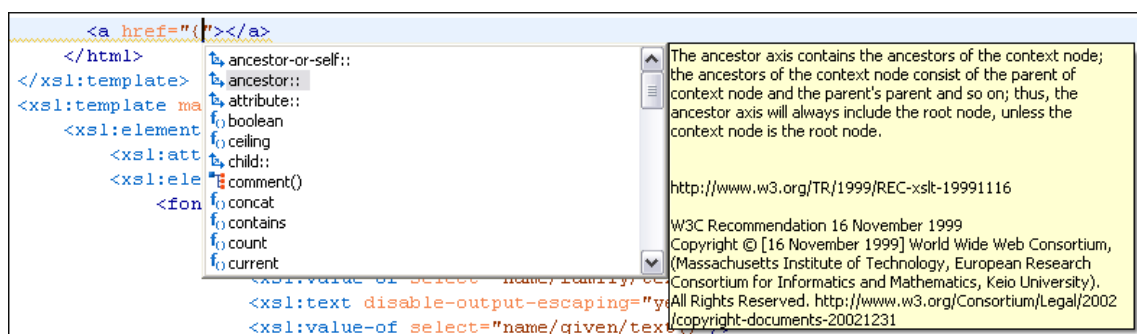 <a href="{"></a>
</html>
</xsl:template>
<xsl:template ma
<xsl:element
<xsl:att
<xsl:ele
<fon
ancestor-or-self::
ancestor::
attribute::
boolean
ceiling
child::
comment()
concat
contains
count
current
The ancestor axis contains the ancestors of the context node;
the ancestors of the context node consist of the parent of
context node and the parent's parent and so on; thus, the
ancestor axis will always include the root node, unless the
context node is the root node.
http://www.w3.org/TR/1999/REC-xslt-19991116
W3C Recommendation 16 November 1999
Copyright © [16 November 1999] World Wide Web Consortium,
(Massachusetts Institute of Technology, European Research
Consortium for Informatics and Mathematics, Keio University).
All Rights Reserved. http://www.w3.org/Consortium/Legal/2002
/copyright-documents-20021231
<xsl:value-of select="name/family/te
<xsl:text disable-output-escaping="ye
<xsl:value-of select="name/given/text